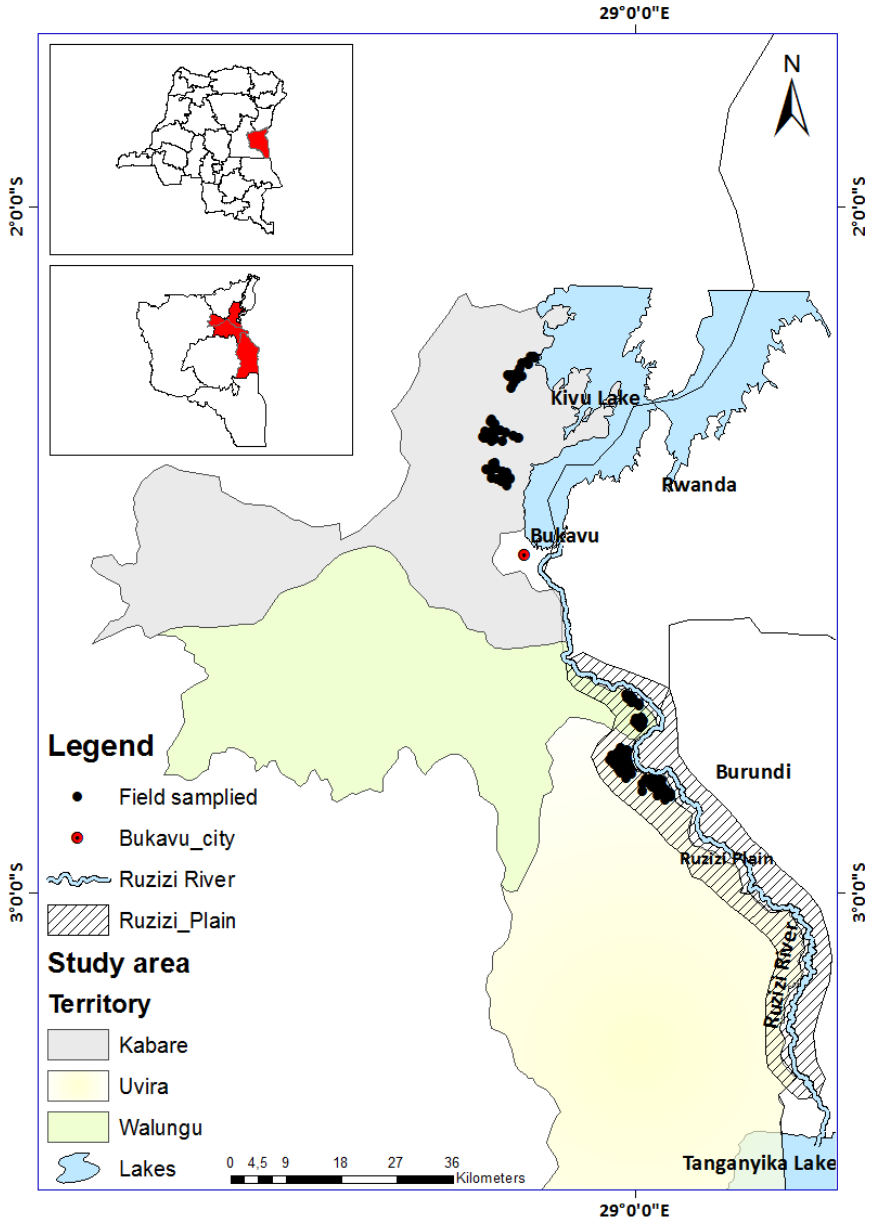 29°0'0"E
N
2°0'0"S
2°0'0"S
Kivu Lake
Rwanda
Bukavu
Burundi
Ruzizi Plain
3°0'0"S
3°0'0"S
Ruzizi River
Tanganyika Lake
Legend
Field samplied
Bukavu_city
Ruzizi River
Ruzizi_Plain
Study area
Territory
Kabare
Uvira
Walungu
Lakes
0 4,5 9 18 27 36
Kilometers
29°0'0"E